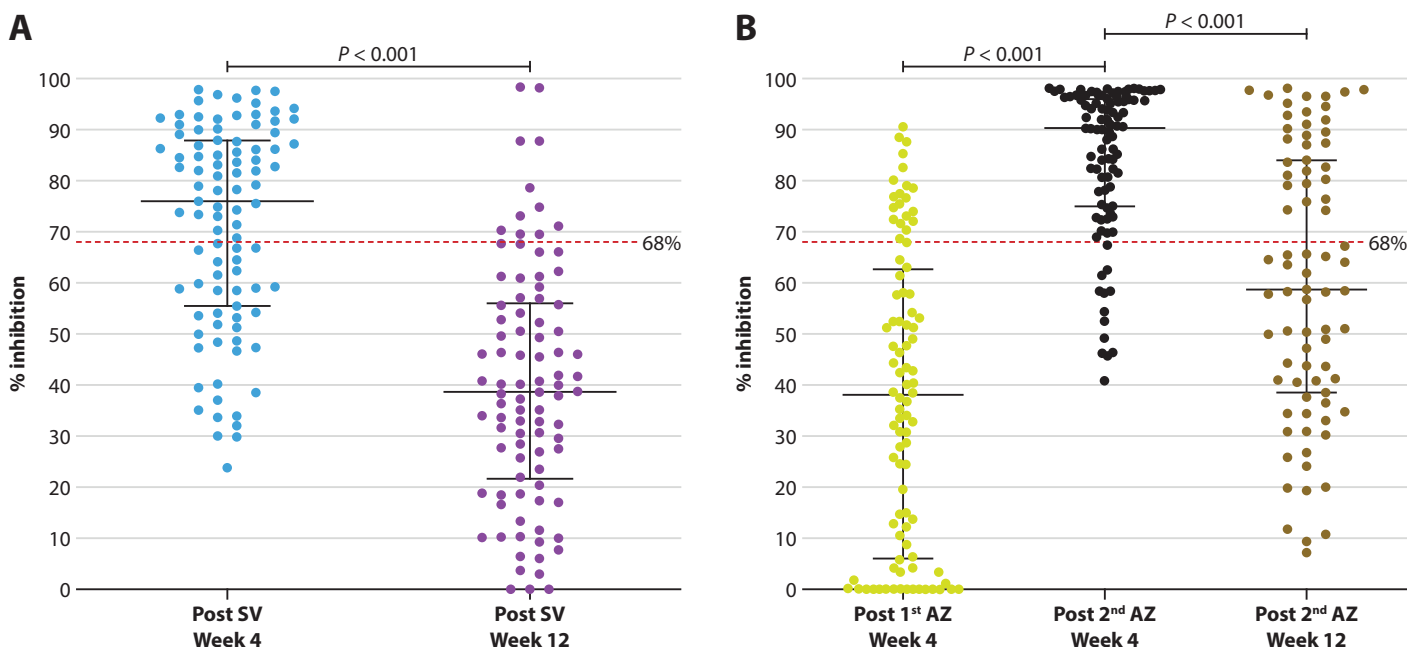 A
P < 0.001
% inhibition
100
90
80
70
60
50
40
30
20
10
0
68%
Post SV
Week 4
Post SV
Week 12
B
P < 0.001
P < 0.001
% inhibition
100
90
80
70
60
50
40
30
20
10
0
68%
Post 1st AZ
Week 4
Post 2nd AZ
Week 4
Post 2nd AZ
Week 12